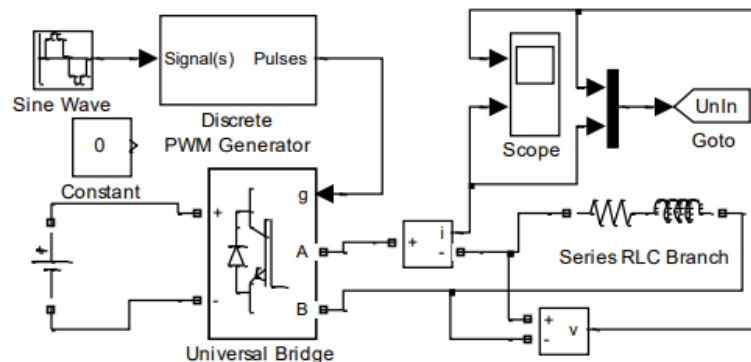 Signal(s) Pulses
Sine Wave
Discrete
PWM Generator
0
Constant
Scope
UnIn
Goto
g
+
A
-
B
Universal Bridge
+
i
-
Series RLC Branch
+
-
v
+